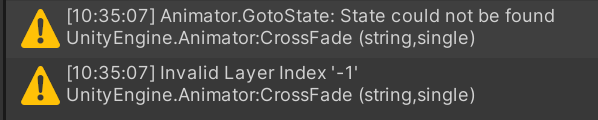 [10:35:07] Animator.GotoState: State could not be found
UnityEngine.Animator:CrossFade (string,single)
[10:35:07] Invalid Layer Index '-1'
UnityEngine.Animator:CrossFade (string,single)